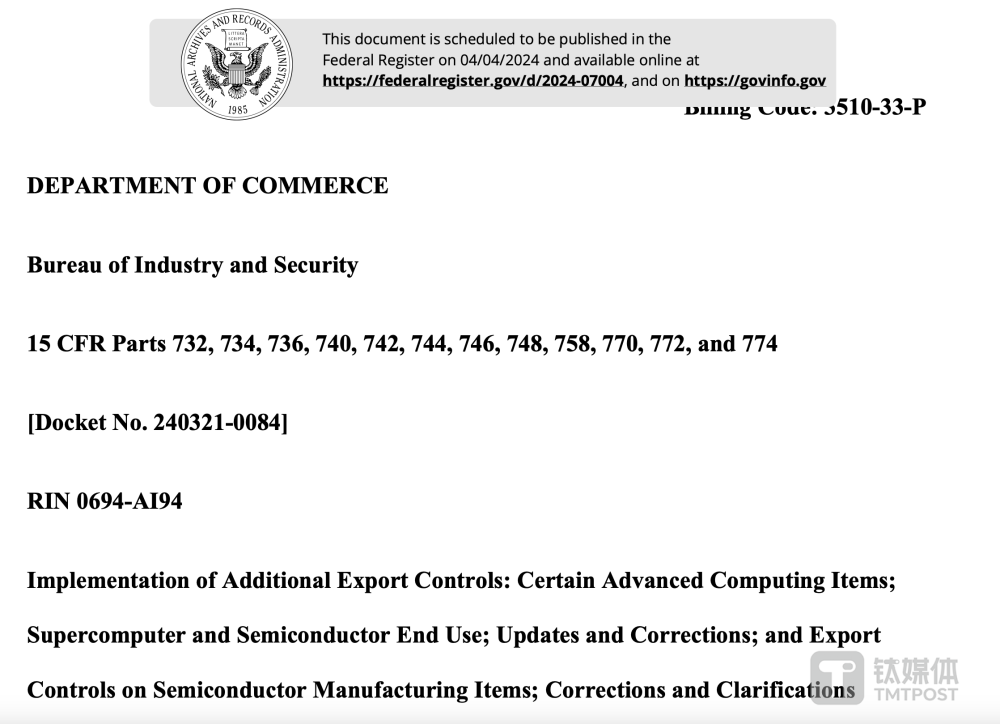 This document is scheduled to be published in the
Federal Register on 04/04/2024 and available online at
https://federalregister.gov/d/2024-07004, and on https://govinfo.gov
NATIONAL ARCHIVES AND RECORDS ADMINISTRATION
LITTERA
SCRIPTA
MANET
1985
Billing Code: 3510-33-P
DEPARTMENT OF COMMERCE
Bureau of Industry and Security
15 CFR Parts 732, 734, 736, 740, 742, 744, 746, 748, 758, 770, 772, and 774
[Docket No. 240321-0084]
RIN 0694-AI94
Implementation of Additional Export Controls: Certain Advanced Computing Items;
Supercomputer and Semiconductor End Use; Updates and Corrections; and Export
Controls on Semiconductor Manufacturing Items; Corrections and Clarifications
钛媒体
TMTPOST